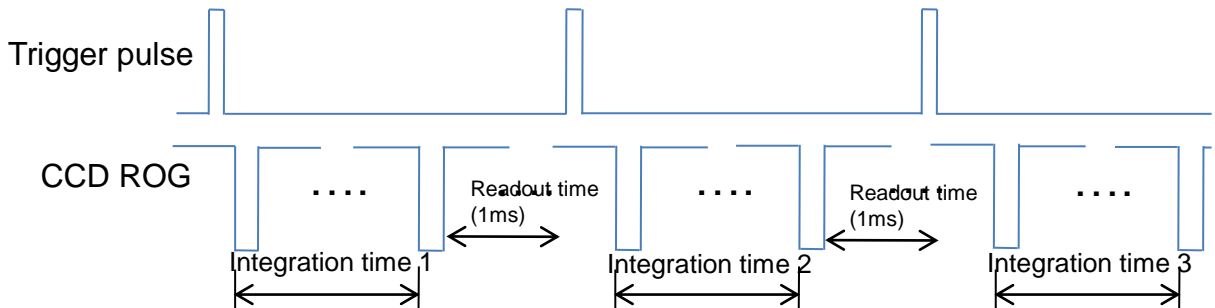 Trigger pulse
CCD ROG
....
Readout time
(1ms)
....
....
Readout time
(1ms)
....
....
Integration time 1
Integration time 2
Integration time 3